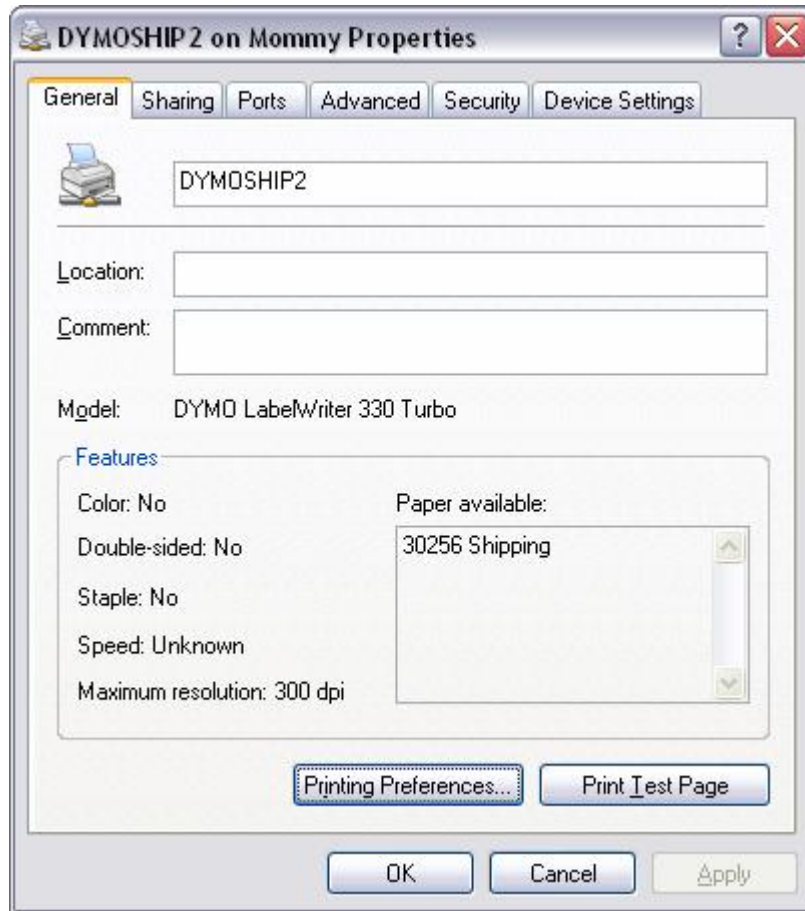 DYMOSHIP2 on Mommy Properties
General Sharing Ports Advanced Security Device Settings
DYMOSHIP2
Location:
Comment:
Model: DYMO LabelWriter 330 Turbo
Features
Color: No Paper available:
Double-sided: No 30256 Shipping
Staple: No
Speed: Unknown
Maximum resolution: 300 dpi
Printing Preferences... Print Test Page
OK Cancel Apply